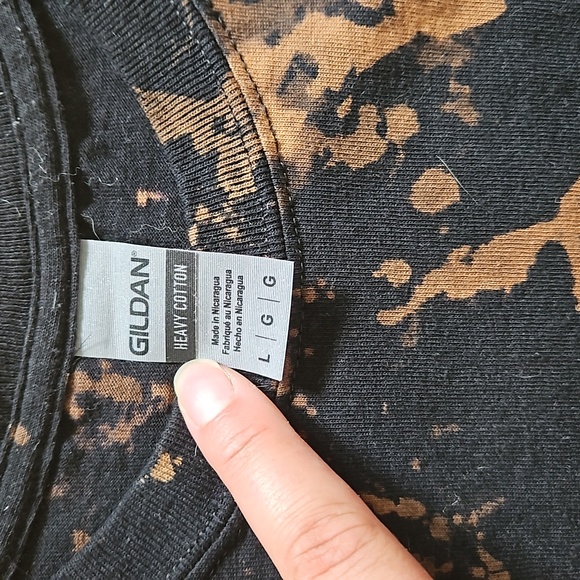 GILDAN®
HEAVY COTTON
Made in Nicaragua
Fabriqué au Nicaragua
Hecho en Nicaragua
L | G | G